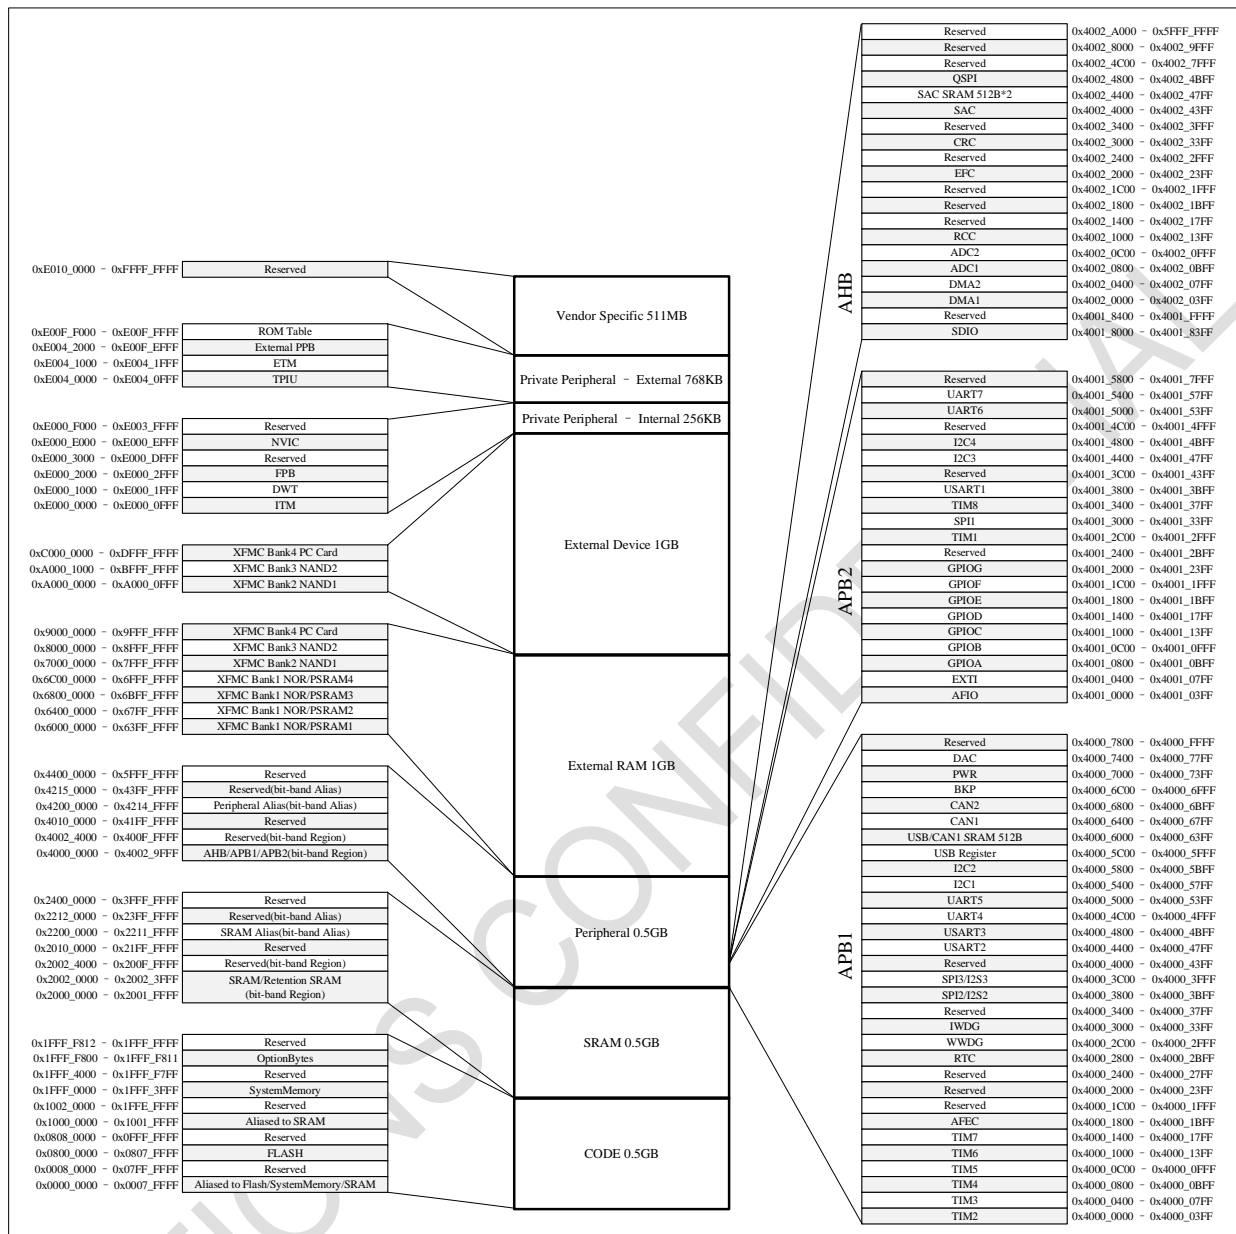 0xE010_0000 - 0xFFFF_FFFF Reserved
0xE00F_F000 - 0xE00F_FFFF ROM Table
0xE004_2000 - 0xE00F_EFFF External PPB
0xE004_1000 - 0xE004_1FFF ETM
0xE004_0000 - 0xE004_0FFF TPIU
0xE000_F000 - 0xE003_FFFF Reserved
0xE000_E000 - 0xE000_EFFF NVIC
0xE000_3000 - 0xE000_DFFF Reserved
0xE000_2000 - 0xE000_2FFF FPB
0xE000_1000 - 0xE000_1FFF DWT
0xE000_0000 - 0xE000_0FFF ITM
0xC000_0000 - 0xDFFF_FFFF XFMC Bank4 PC Card
0xA000_1000 - 0xBFFF_FFFF XFMC Bank3 NAND2
0xA000_0000 - 0xA000_0FFF XFMC Bank2 NAND1
0x9000_0000 - 0x9FFF_FFFF XFMC Bank4 PC Card
0x8000_0000 - 0x8FFF_FFFF XFMC Bank3 NAND2
0x7000_0000 - 0x7FFF_FFFF XFMC Bank2 NAND1
0x6C00_0000 - 0x6FFF_FFFF XFMC Bank1 NOR/PSRAM4
0x6800_0000 - 0x6BFF_FFFF XFMC Bank1 NOR/PSRAM3
0x6400_0000 - 0x67FF_FFFF XFMC Bank1 NOR/PSRAM2
0x6000_0000 - 0x63FF_FFFF XFMC Bank1 NOR/PSRAM1
0x4400_0000 - 0x5FFF_FFFF Reserved
0x4215_0000 - 0x43FF_FFFF Reserved(bit-band Alias)
0x4200_0000 - 0x4214_FFFF Peripheral Alias(bit-band Alias)
0x4010_0000 - 0x41FF_FFFF Reserved
0x4002_4000 - 0x400F_FFFF Reserved(bit-band Region)
0x4000_0000 - 0x4002_9FFF AHB/APB1/APB2(bit-band Region)
0x2400_0000 - 0x3FFF_FFFF Reserved
0x2212_0000 - 0x23FF_FFFF Reserved(bit-band Alias)
0x2200_0000 - 0x2211_FFFF SRAM Alias(bit-band Alias)
0x2010_0000 - 0x21FF_FFFF Reserved
0x2002_4000 - 0x200F_FFFF Reserved(bit-band Region)
0x2002_0000 - 0x2002_3FFF SRAM/Retention SRAM
0x2000_0000 - 0x2001_FFFF (bit-band Region)
0x1FFF_F812 - 0x1FFF_FFFF Reserved
0x1FFF_F800 - 0x1FFF_F811 OptionBytes
0x1FFF_4000 - 0x1FFF_F7FF Reserved
0x1FFF_0000 - 0x1FFF_3FFF SystemMemory
0x1002_0000 - 0x1FFE_FFFF Reserved
0x1000_0000 - 0x1001_FFFF Aliased to SRAM
0x0808_0000 - 0x0FFF_FFFF Reserved
0x0800_0000 - 0x0807_FFFF FLASH
0x0008_0000 - 0x07FF_FFFF Reserved
0x0000_0000 - 0x0007_FFFF Aliased to Flash/SystemMemory/SRAM
Vendor Specific 511MB
Private Peripheral - External 768KB
Private Peripheral - Internal 256KB
External Device 1GB
External RAM 1GB
Peripheral 0.5GB
SRAM 0.5GB
CODE 0.5GB
AHB
Reserved 0x4002_A000 - 0x5FFF_FFFF
Reserved 0x4002_8000 - 0x4002_9FFF
Reserved 0x4002_4C00 - 0x4002_7FFF
QSPI 0x4002_4800 - 0x4002_4BFF
SAC SRAM 512B*2 0x4002_4400 - 0x4002_47FF
SAC 0x4002_4000 - 0x4002_43FF
Reserved 0x4002_3400 - 0x4002_3FFF
CRC 0x4002_3000 - 0x4002_33FF
Reserved 0x4002_2400 - 0x4002_2FFF
EFC 0x4002_2000 - 0x4002_23FF
Reserved 0x4002_1C00 - 0x4002_1FFF
Reserved 0x4002_1800 - 0x4002_1BFF
Reserved 0x4002_1400 - 0x4002_17FF
RCC 0x4002_1000 - 0x4002_13FF
ADC2 0x4002_0C00 - 0x4002_0FFF
ADC1 0x4002_0800 - 0x4002_0BFF
DMA2 0x4002_0400 - 0x4002_07FF
DMA1 0x4002_0000 - 0x4002_03FF
Reserved 0x4001_8400 - 0x4001_FFFF
SDIO 0x4001_8000 - 0x4001_83FF
APB2
Reserved 0x4001_5800 - 0x4001_7FFF
UART7 0x4001_5400 - 0x4001_57FF
UART6 0x4001_5000 - 0x4001_53FF
Reserved 0x4001_4C00 - 0x4001_4FFF
I2C4 0x4001_4800 - 0x4001_4BFF
I2C3 0x4001_4400 - 0x4001_47FF
Reserved 0x4001_3C00 - 0x4001_43FF
USART1 0x4001_3800 - 0x4001_3BFF
TIM8 0x4001_3400 - 0x4001_37FF
SPI1 0x4001_3000 - 0x4001_33FF
TIM1 0x4001_2C00 - 0x4001_2FFF
Reserved 0x4001_2400 - 0x4001_2BFF
GPIOG 0x4001_2000 - 0x4001_23FF
GPIOF 0x4001_1C00 - 0x4001_1FFF
GPIOE 0x4001_1800 - 0x4001_1BFF
GPIOD 0x4001_1400 - 0x4001_17FF
GPIOC 0x4001_1000 - 0x4001_13FF
GPIOB 0x4001_0C00 - 0x4001_0FFF
GPIOA 0x4001_0800 - 0x4001_0BFF
EXTI 0x4001_0400 - 0x4001_07FF
AFIO 0x4001_0000 - 0x4001_03FF
APB1
Reserved 0x4000_7800 - 0x4000_FFFF
DAC 0x4000_7400 - 0x4000_77FF
PWR 0x4000_7000 - 0x4000_73FF
BKP 0x4000_6C00 - 0x4000_6FFF
CAN2 0x4000_6800 - 0x4000_6BFF
CAN1 0x4000_6400 - 0x4000_67FF
USB/CAN1 SRAM 512B 0x4000_6000 - 0x4000_63FF
USB Register 0x4000_5C00 - 0x4000_5FFF
I2C2 0x4000_5800 - 0x4000_5BFF
I2C1 0x4000_5400 - 0x4000_57FF
UART5 0x4000_5000 - 0x4000_53FF
UART4 0x4000_4C00 - 0x4000_4FFF
USART3 0x4000_4800 - 0x4000_4BFF
USART2 0x4000_4400 - 0x4000_47FF
Reserved 0x4000_4000 - 0x4000_43FF
SPI3/I2S3 0x4000_3C00 - 0x4000_3FFF
SPI2/I2S2 0x4000_3800 - 0x4000_3BFF
Reserved 0x4000_3400 - 0x4000_37FF
IWDG 0x4000_3000 - 0x4000_33FF
WWDG 0x4000_2C00 - 0x4000_2FFF
RTC 0x4000_2800 - 0x4000_2BFF
Reserved 0x4000_2400 - 0x4000_27FF
Reserved 0x4000_2000 - 0x4000_23FF
Reserved 0x4000_1C00 - 0x4000_1FFF
AFEC 0x4000_1800 - 0x4000_1BFF
TIM7 0x4000_1400 - 0x4000_17FF
TIM6 0x4000_1000 - 0x4000_13FF
TIM5 0x4000_0C00 - 0x4000_0FFF
TIM4 0x4000_0800 - 0x4000_0BFF
TIM3 0x4000_0400 - 0x4000_07FF
TIM2 0x4000_0000 - 0x4000_03FF